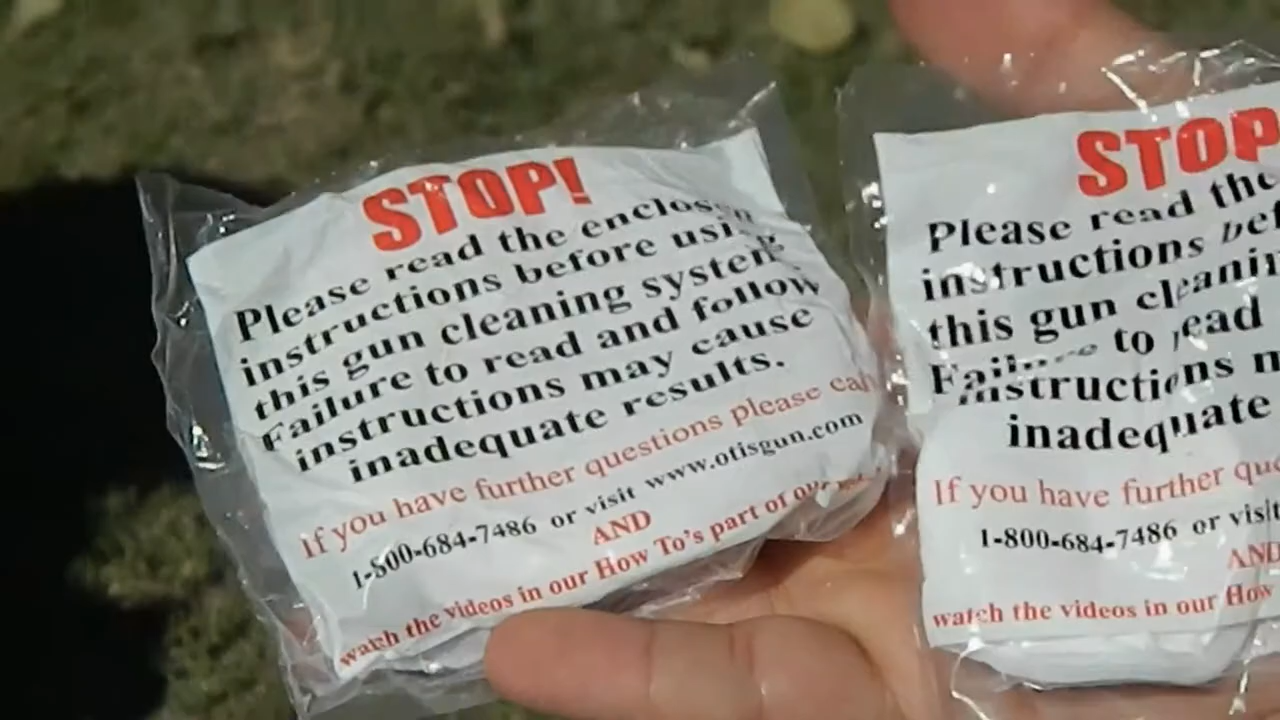 STOP!
Please read the enclosed
instructions before using
this gun cleaning system
Failure to read and follow
instructions may cause
inadequate results.
If you have further questions please call
1-800-684-7486 or visit www.otisgun.com
AND
watch the videos in our How To's part of our
STOP
Please read the
instructions bef
this gun cleanin
Failure to read
instructions m
inadequate
If you have further que
1-800-684-7486 or visit
AND
watch the videos in our How